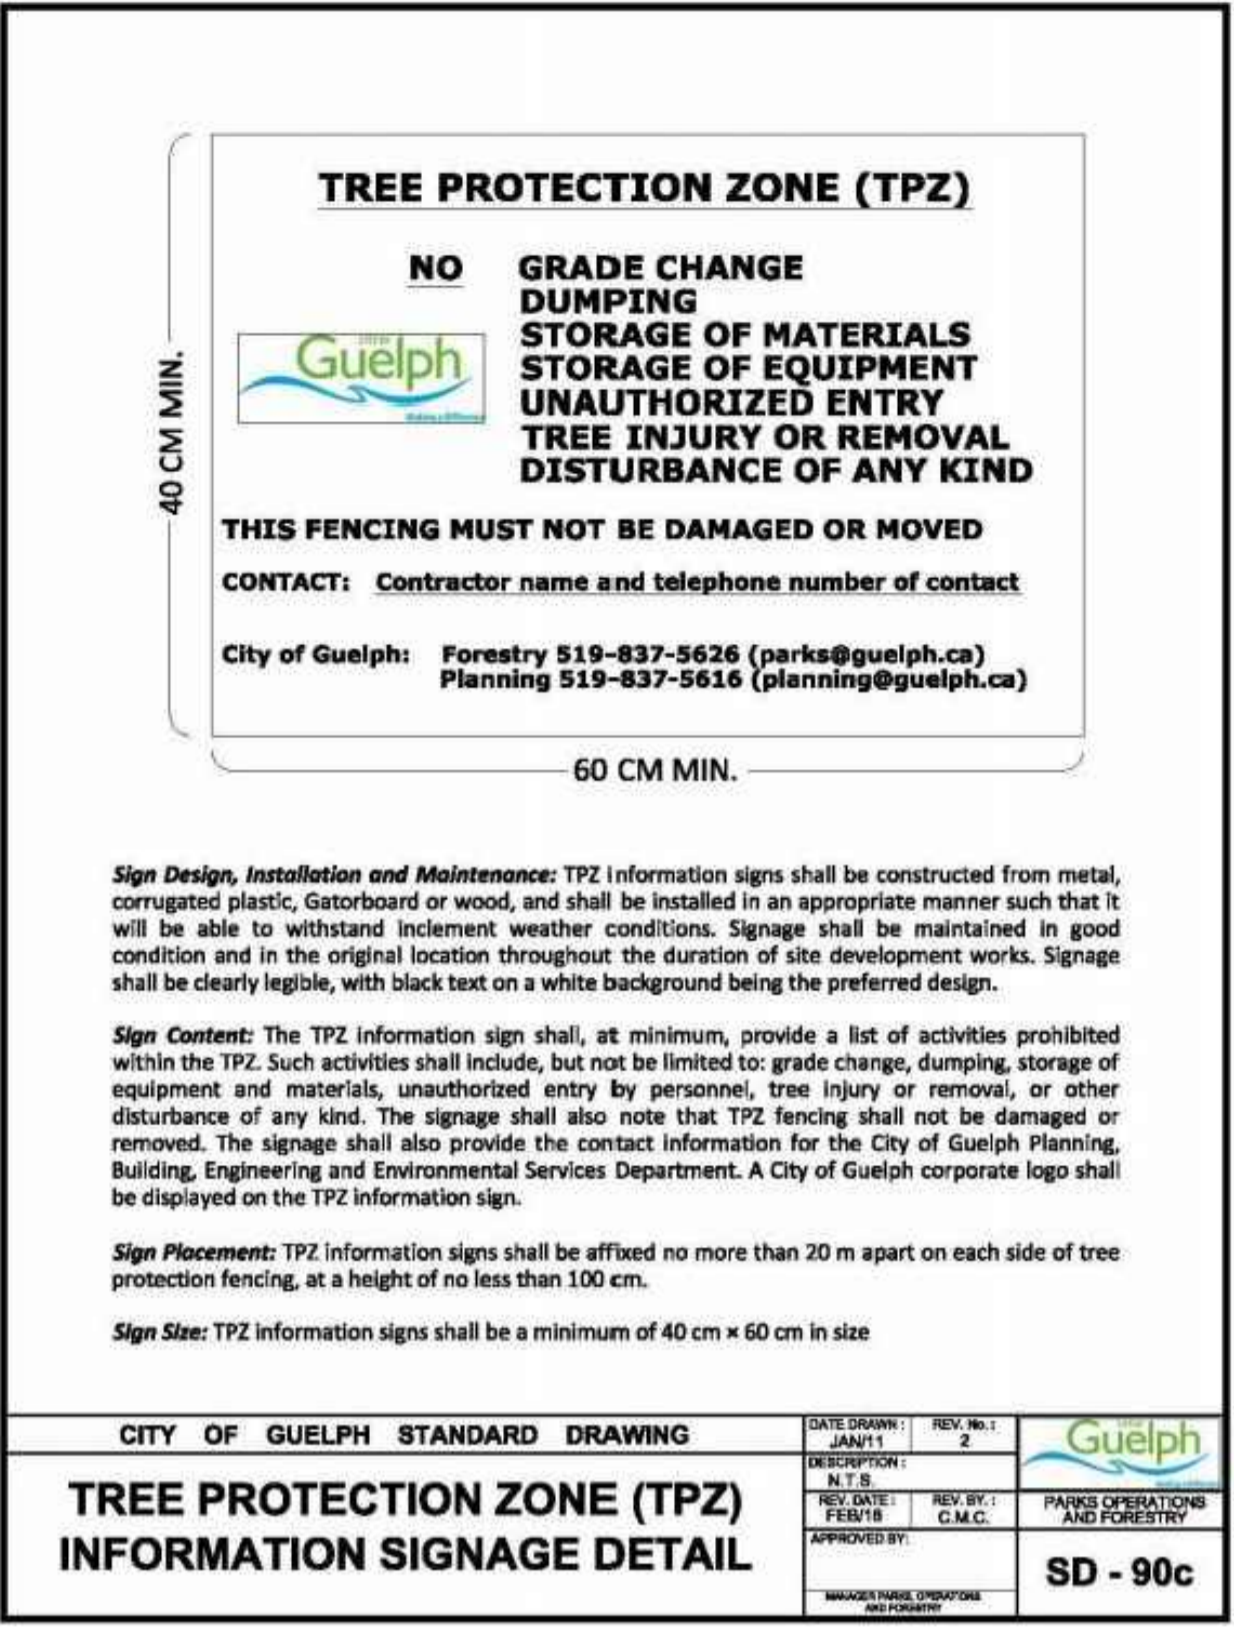 TREE PROTECTION ZONE (TPZ)
NO GRADE CHANGE
DUMPING
STORAGE OF MATERIALS
STORAGE OF EQUIPMENT
UNAUTHORIZED ENTRY
TREE INJURY OR REMOVAL
DISTURBANCE OF ANY KIND
Guelph
THIS FENCING MUST NOT BE DAMAGED OR MOVED
CONTACT: Contractor name and telephone number of contact
City of Guelph: Forestry 519-837-5626 (parks@guelph.ca)
Planning 519-837-5616 (planning@guelph.ca)
40 CM MIN.
60 CM MIN.
Sign Design, Installation and Maintenance: TPZ information signs shall be constructed from metal,
corrugated plastic, Gatorboard or wood, and shall be installed in an appropriate manner such that it
will be able to withstand inclement weather conditions. Signage shall be maintained in good
condition and in the original location throughout the duration of site development works. Signage
shall be clearly legible, with black text on a white background being the preferred design.
Sign Content: The TPZ information sign shall, at minimum, provide a list of activities prohibited
within the TPZ. Such activities shall include, but not be limited to: grade change, dumping, storage of
equipment and materials, unauthorized entry by personnel, tree injury or removal, or other
disturbance of any kind. The signage shall also note that TPZ fencing shall not be damaged or
removed. The signage shall also provide the contact information for the City of Guelph Planning,
Building, Engineering and Environmental Services Department. A City of Guelph corporate logo shall
be displayed on the TPZ information sign.
Sign Placement: TPZ information signs shall be affixed no more than 20 m apart on each side of tree
protection fencing, at a height of no less than 100 cm.
Sign Size: TPZ information signs shall be a minimum of 40 cm × 60 cm in size
CITY OF GUELPH STANDARD DRAWING
TREE PROTECTION ZONE (TPZ)
INFORMATION SIGNAGE DETAIL
DATE DRAWN: REV. No.:
JAN/11 2
DESCRIPTION:
N.T.S.
REV. DATE: REV. BY.:
C.M.C.
APPROVED BY:
MANAGER PARKS, OPERATIONS
AND FORESTRY
Guelph
PARKS OPERATIONS
AND FORESTRY
SD - 90c